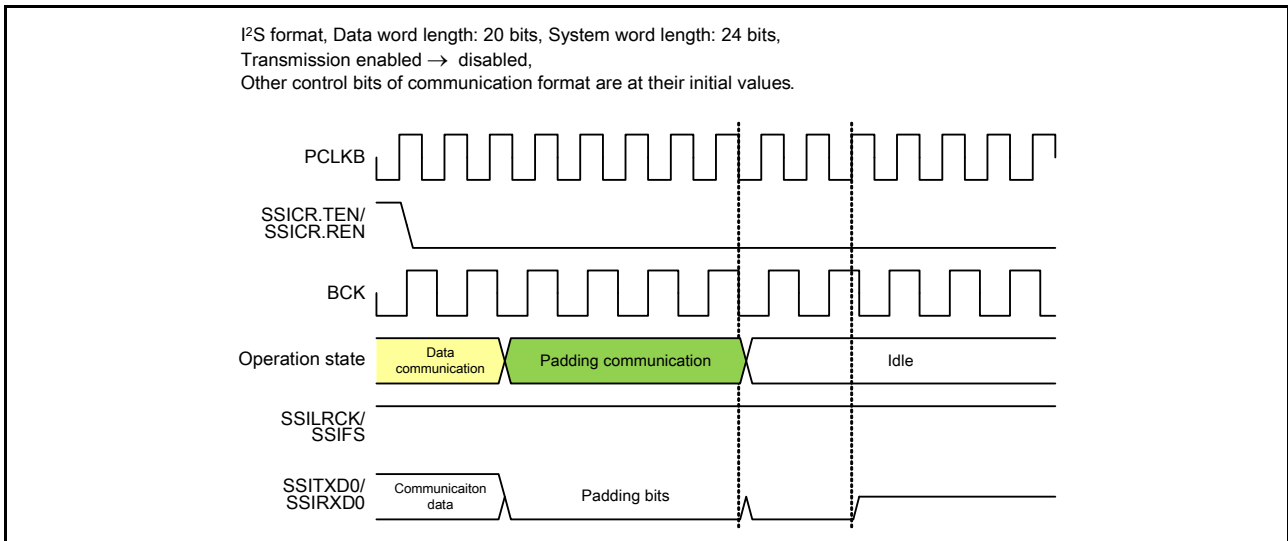 I²S format, Data word length: 20 bits, System word length: 24 bits,
Transmission enabled → disabled,
Other control bits of communication format are at their initial values.
PCLKB
SSICR.TEN/
SSICR.REN
BCK
Operation state
Data
communication
Padding communication
Idle
SSILRCK/
SSIFS
SSITXD0/
SSIRXD0
Communicaiton
data
Padding bits